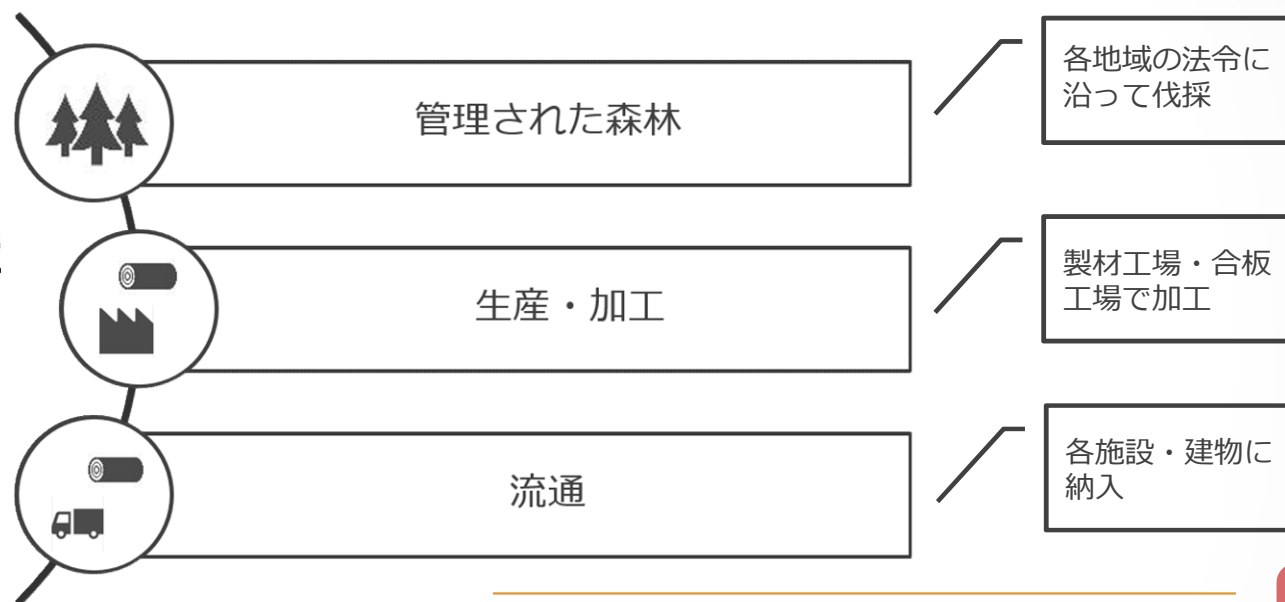 管理された森林
各地域の法令に
沿って伐採
生産・加工
製材工場・合板
工場で加工
流通
各施設・建物に
納入